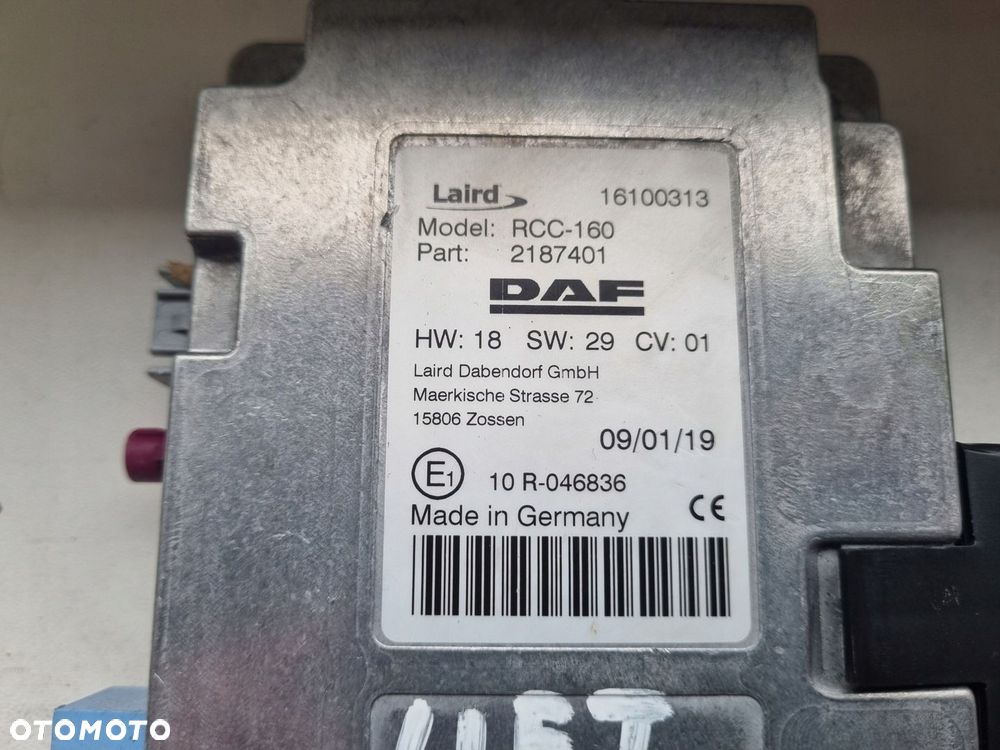 Laird
16100313
Model: RCC-160
Part: 2187401
DAF
HW: 18 SW: 29 CV: 01
Laird Dabendorf GmbH
Maerkische Strasse 72
15806 Zossen
09/01/19
E1
10 R-046836
CE
Made in Germany
OTOMOTO